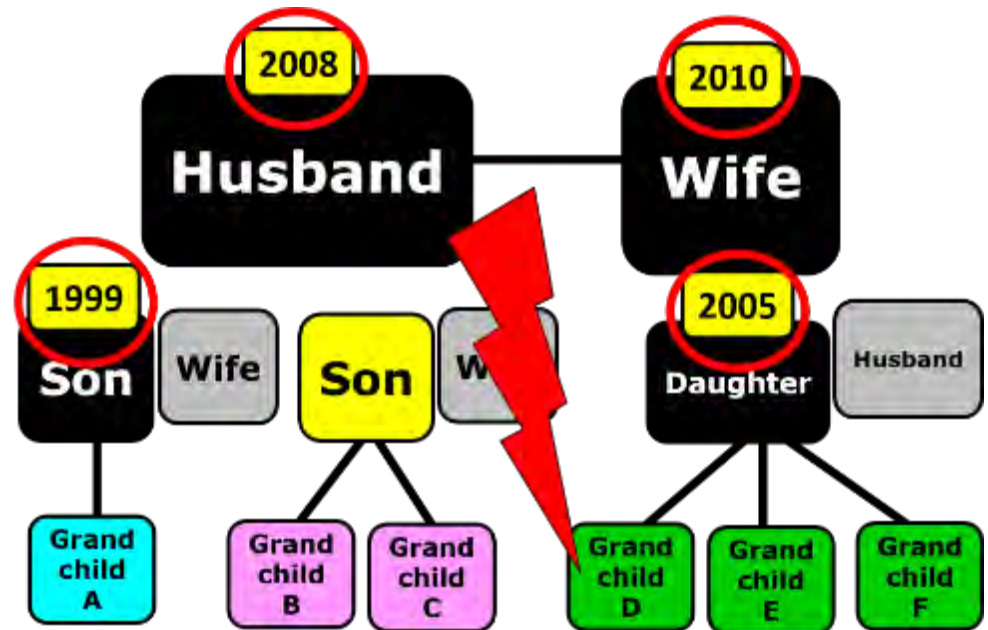 2008
Husband
2010
Wife
1999
Son
Wife
Son
2005
Daughter
Husband
Grand
child
A
Grand
child
B
Grand
child
C
Grand
child
D
Grand
child
E
Grand
child
F